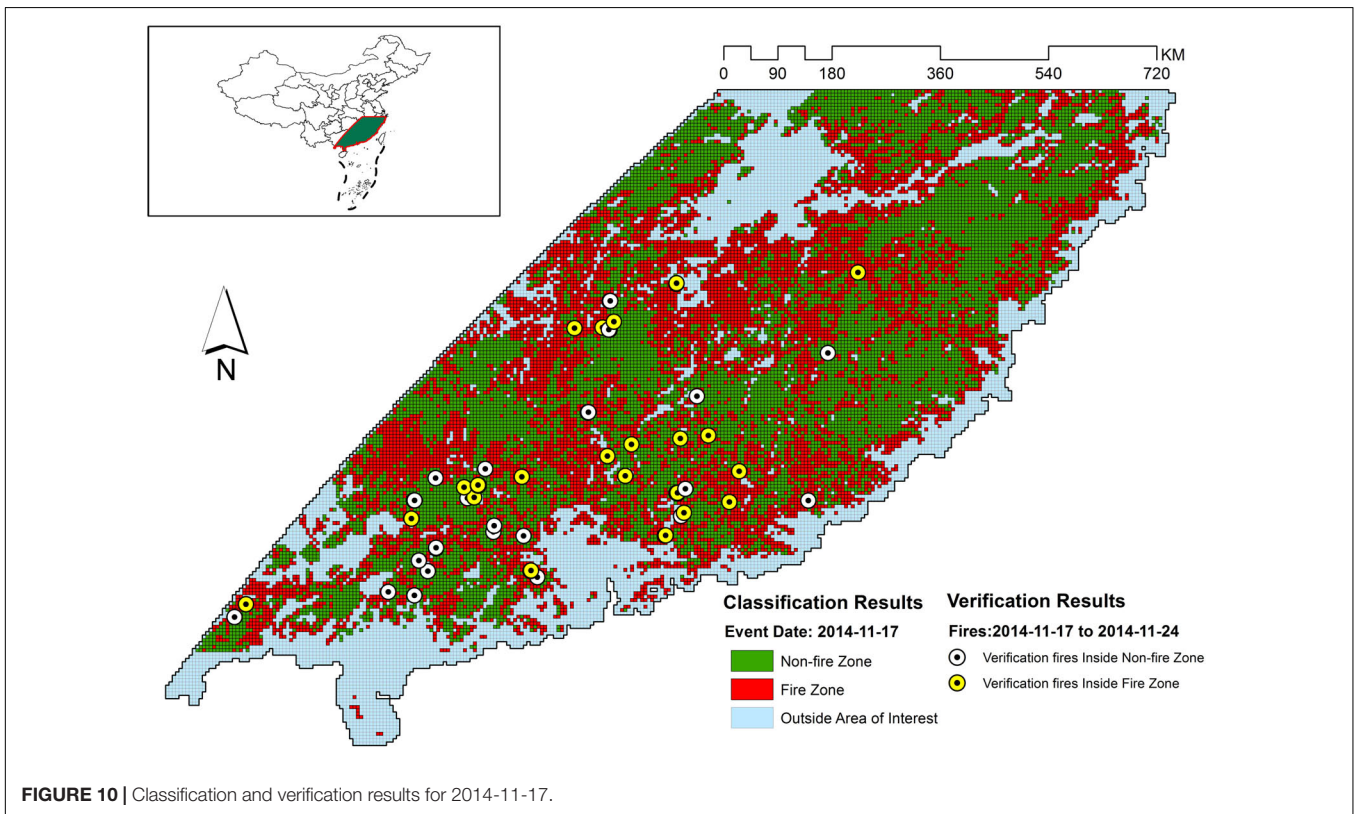 KM
0 90 180 360 540 720
N
Classification Results
Event Date: 2014-11-17
Non-fire Zone
Fire Zone
Outside Area of Interest
Verification Results
Fires:2014-11-17 to 2014-11-24
Verification fires Inside Non-fire Zone
Verification fires Inside Fire Zone
FIGURE 10 | Classification and verification results for 2014-11-17.